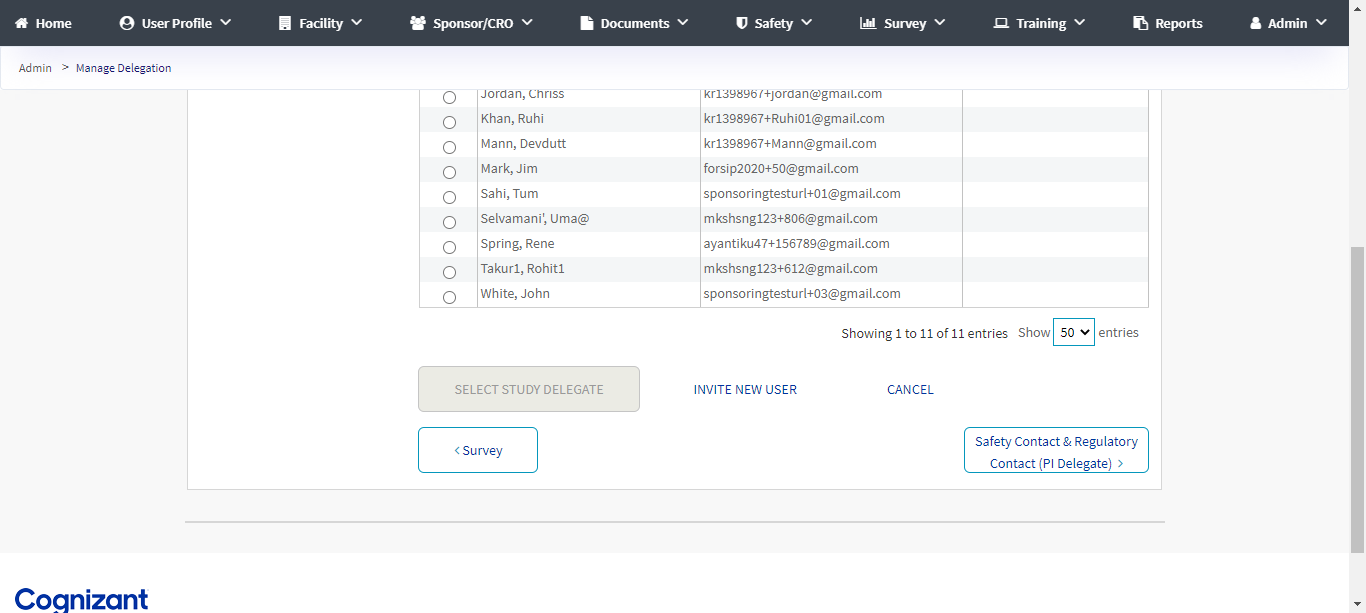 Home User Profile Facility Sponsor/CRO Documents Safety Survey Training Reports Admin
Admin > Manage Delegation
Jordan, Chriss kr1398967+jordan@gmail.com
Khan, Ruhi kr1398967+Ruhi01@gmail.com
Mann, Devdutt kr1398967+Mann@gmail.com
Mark, Jim forsip2020+50@gmail.com
Sahi, Tum sponsoringtesturl+01@gmail.com
Selvamani', Uma@ mkshsng123+806@gmail.com
Spring, Rene ayantiku47+156789@gmail.com
Takur1, Rohit1 mkshsng123+612@gmail.com
White, John sponsoringtesturl+03@gmail.com
Showing 1 to 11 of 11 entries Show 50 entries
SELECT STUDY DELEGATE INVITE NEW USER CANCEL
< Survey
Safety Contact & Regulatory
Contact (PI Delegate) >
Cognizant